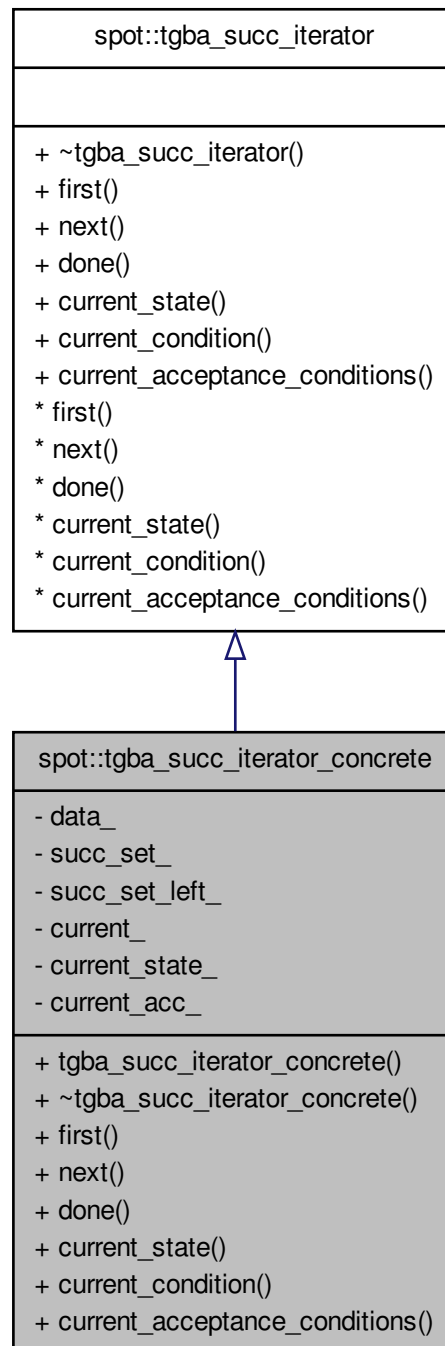 spot::tgba_succ_iterator
+ ~tgba_succ_iterator()
+ first()
+ next()
+ done()
+ current_state()
+ current_condition()
+ current_acceptance_conditions()
* first()
* next()
* done()
* current_state()
* current_condition()
* current_acceptance_conditions()
spot::tgba_succ_iterator_concrete
- data_
- succ_set_
- succ_set_left_
- current_
- current_state_
- current_acc_
+ tgba_succ_iterator_concrete()
+ ~tgba_succ_iterator_concrete()
+ first()
+ next()
+ done()
+ current_state()
+ current_condition()
+ current_acceptance_conditions()